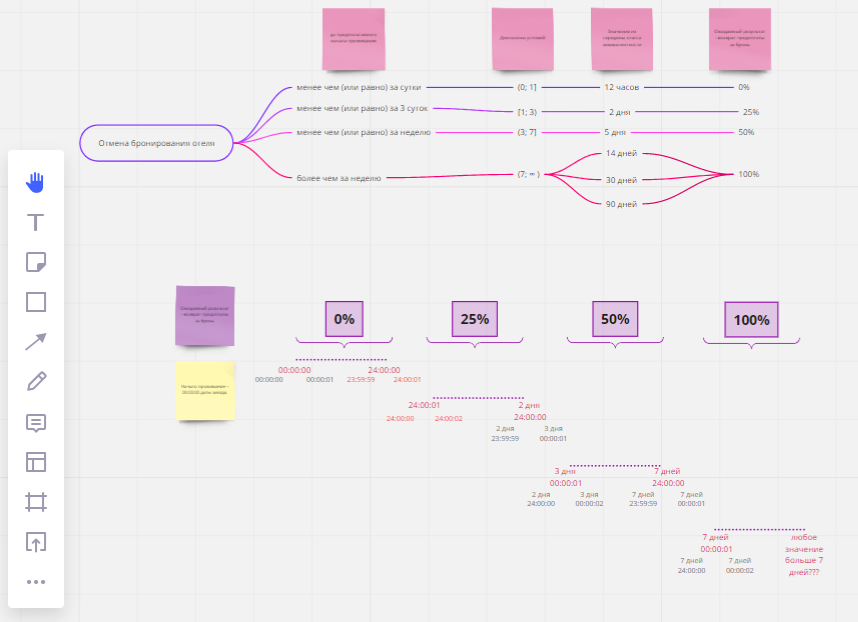 до предполагаемого
начала проживания
Диапазоны условий
Значения из
середины класса
эквивалентности
Ожидаемый результат
- возврат предоплаты
за бронь
менее чем (или равно) за сутки
(0; 1]
12 часов
0%
менее чем (или равно) за 3 суток
[1; 3)
2 дня
25%
менее чем (или равно) за неделю
(3; 7]
5 дня
50%
Отмена бронирования отеля
более чем за неделю
(7; ∞ )
14 дней
30 дней
90 дней
100%
Ожидаемый результат
- возврат предоплаты
за бронь
0%
25%
50%
100%
Начало проживания -
00:00:00 даты заезда
00:00:00
24:00:00
00:00:00
00:00:01
23:59:59
24:00:01
24:00:01
2 дня
24:00:00
24:00:00
24:00:02
2 дня
23:59:59
3 дня
00:00:01
3 дня
00:00:01
7 дней
24:00:00
2 дня
24:00:00
3 дня
00:00:02
7 дней
23:59:59
7 дней
00:00:01
7 дней
00:00:01
любое
значение
больше 7
дней???
7 дней
24:00:00
7 дней
00:00:02